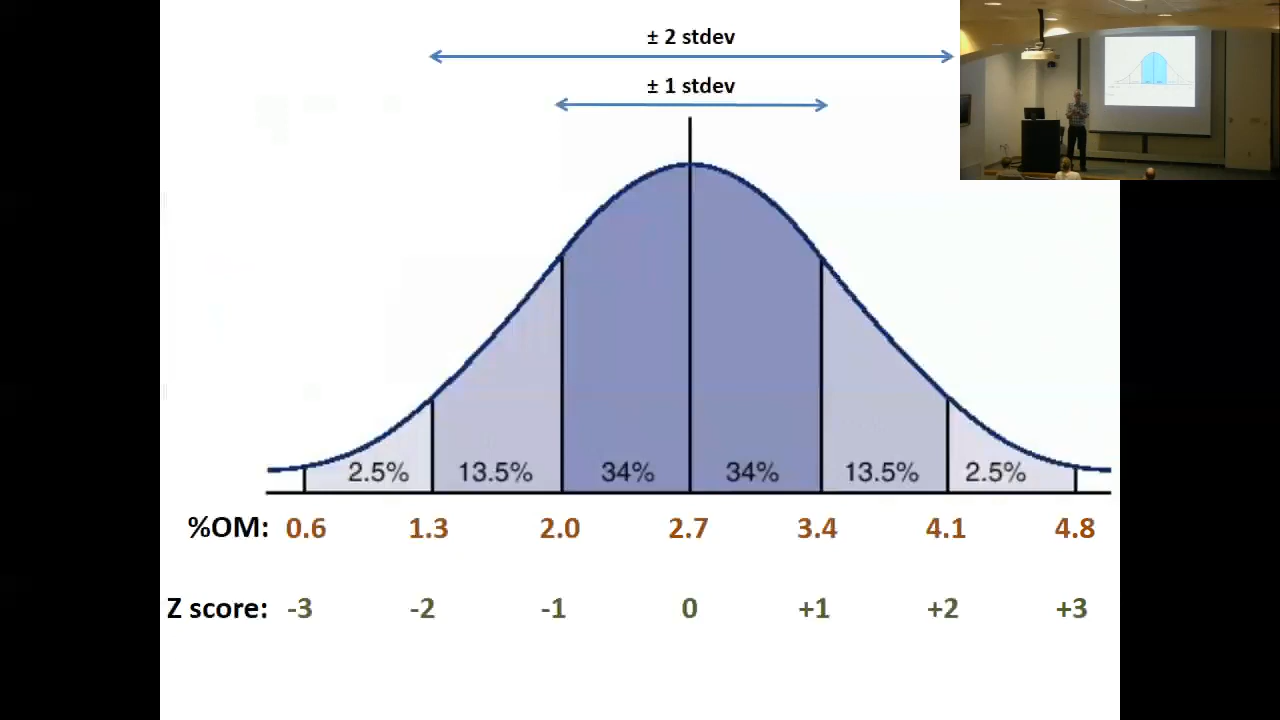 ± 2 stdev
± 1 stdev
2.5% 13.5% 34% 34% 13.5% 2.5%
%OM: 0.6 1.3 2.0 2.7 3.4 4.1 4.8
Z score: -3 -2 -1 0 +1 +2 +3